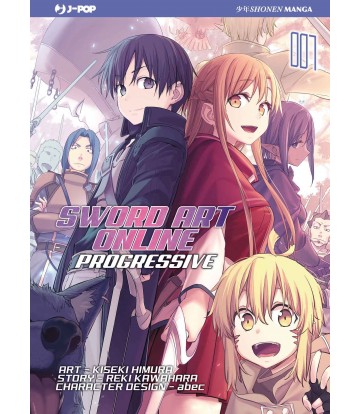 J-POP
少年SHONEN MANGA
007
SWORD ART
ONLINE
PROGRESSIVE
ART - KISEKI HIMURA
STORY - REKI KAWAHARA
CHARACTER DESIGN - abec